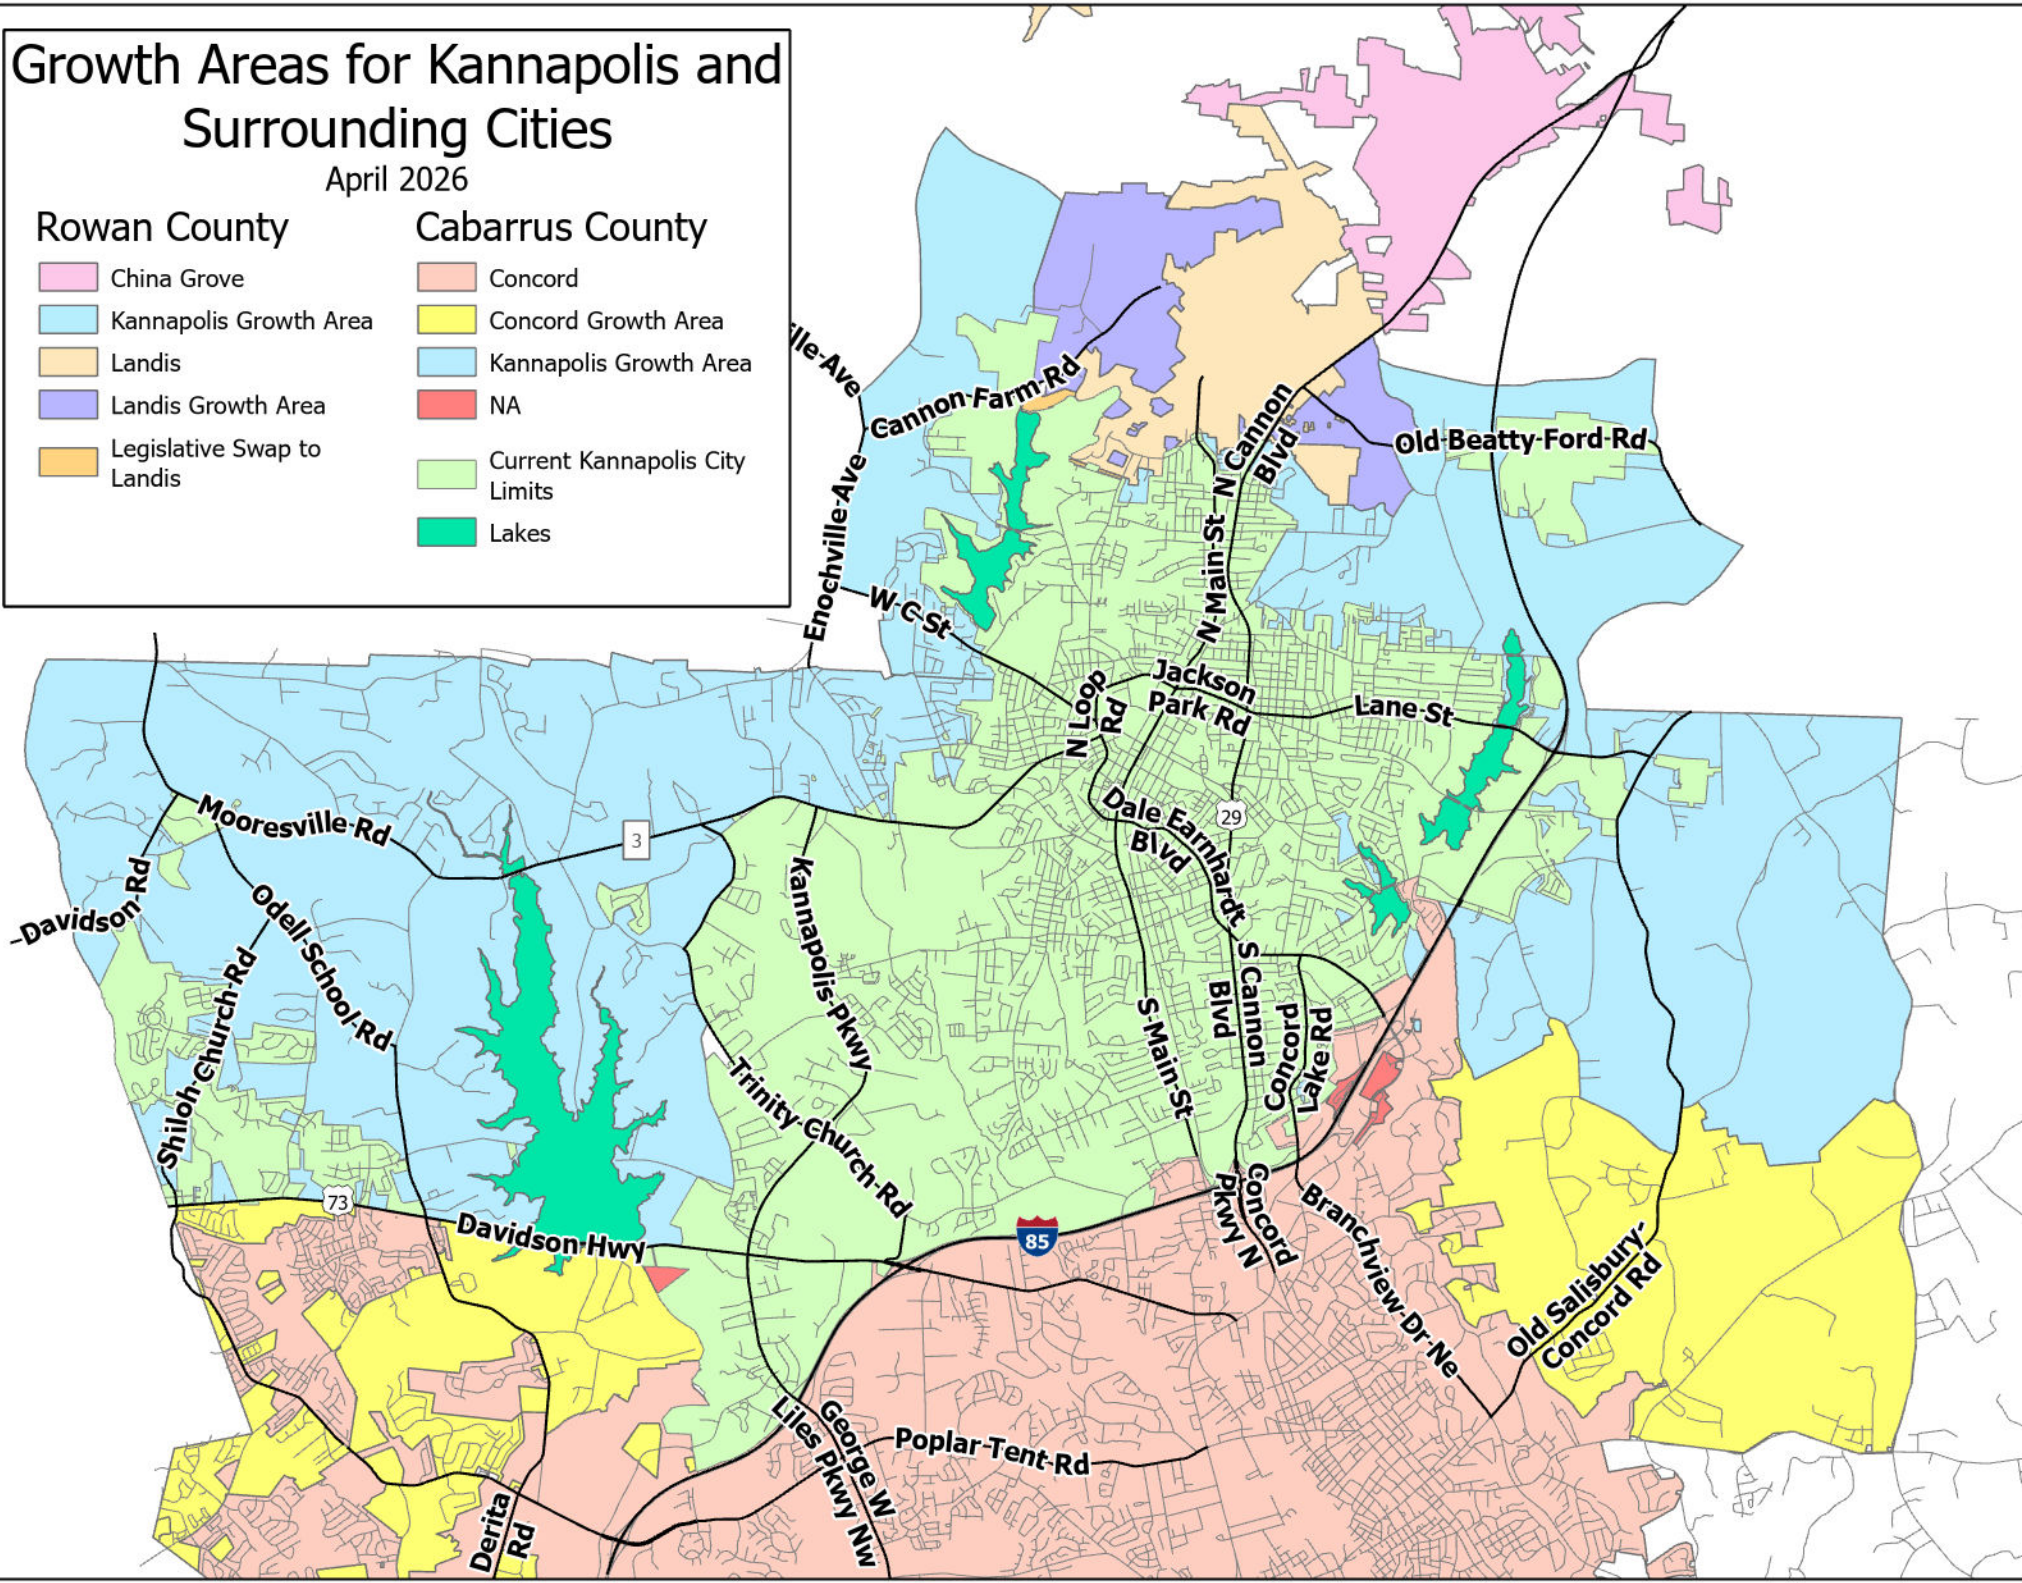 Growth Areas for Kannapolis and
Surrounding Cities
April 2026
Rowan County
China Grove
Kannapolis Growth Area
Landis
Landis Growth Area
Legislative Swap to
Landis
Cabarrus County
Concord
Concord Growth Area
Kannapolis Growth Area
NA
Current Kannapolis City
Limits
Lakes
ille-Ave
Cannon-Farm-Rd
Enochville-Ave
W-C-St
N Cannon
Blvd
Old-Beatty-Ford-Rd
N-Main-St
Jackson
Park Rd
N Loop
Rd
Lane-St
Mooresville-Rd
3
29
Dale Earnhardt
Blvd
Kannapolis-Pkwy
Davidson-Rd
Odell-School-Rd
Shiloh-Church-Rd
S Cannon
Blvd
S-Main-St
Concord
Lake Rd
Trinity-Church-Rd
73
Davidson Hwy
85
Concord
Pkwy N
Branchview-Dr-Ne
Old Salisbury-
Concord Rd
George W
Liles Pkwy Nw
Poplar-Tent-Rd
Derita
Rd